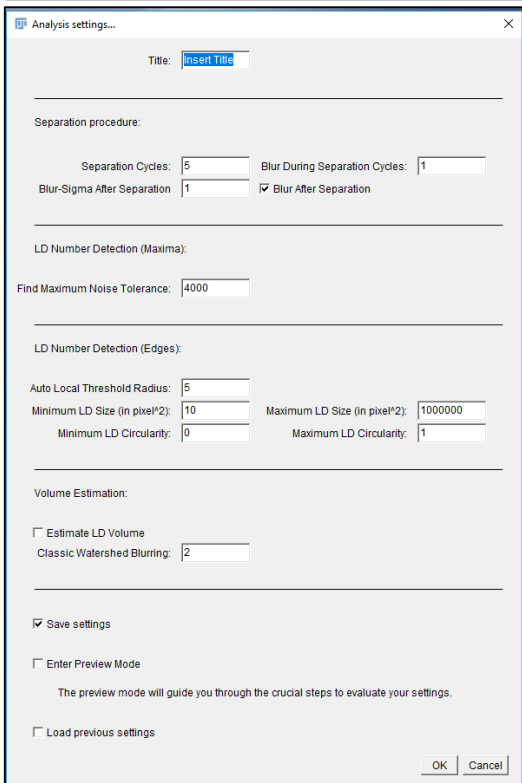 Analysis settings...
Title: Insert Title
Separation procedure:
Separation Cycles: 5 Blur During Separation Cycles: 1
Blur-Sigma After Separation 1 Blur After Separation
LD Number Detection (Maxima):
Find Maximum Noise Tolerance: 4000
LD Number Detection (Edges):
Auto Local Threshold Radius: 5
Minimum LD Size (in pixel^2): 10 Maximum LD Size (in pixel^2): 1000000
Minimum LD Circularity: 0 Maximum LD Circularity: 1
Volume Estimation:
Estimate LD Volume
Classic Watershed Blurring: 2
Save settings
Enter Preview Mode
The preview mode will guide you through the crucial steps to evaluate your settings.
Load previous settings
OK Cancel